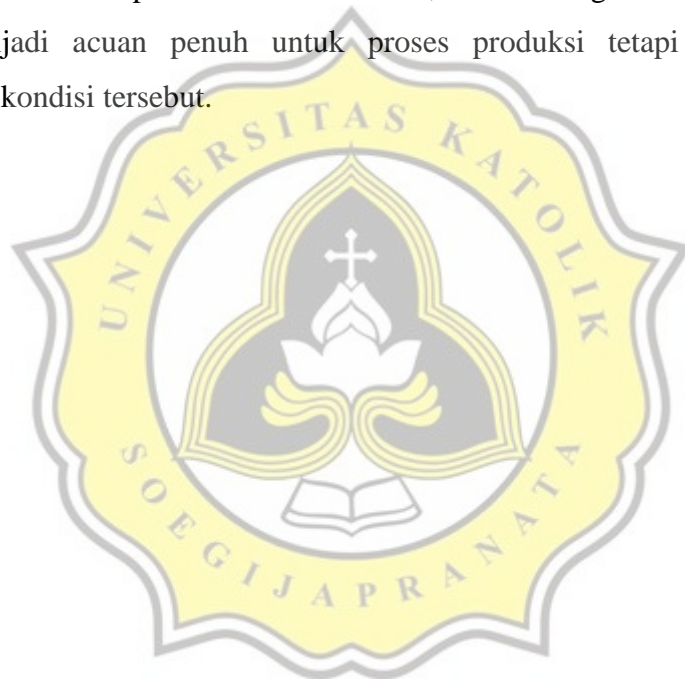 jadi acuan penuh untuk proses produksi tetapi
kondisi tersebut.
UNIVERSITAS KATOLIK
SOEGIJAPRANATA